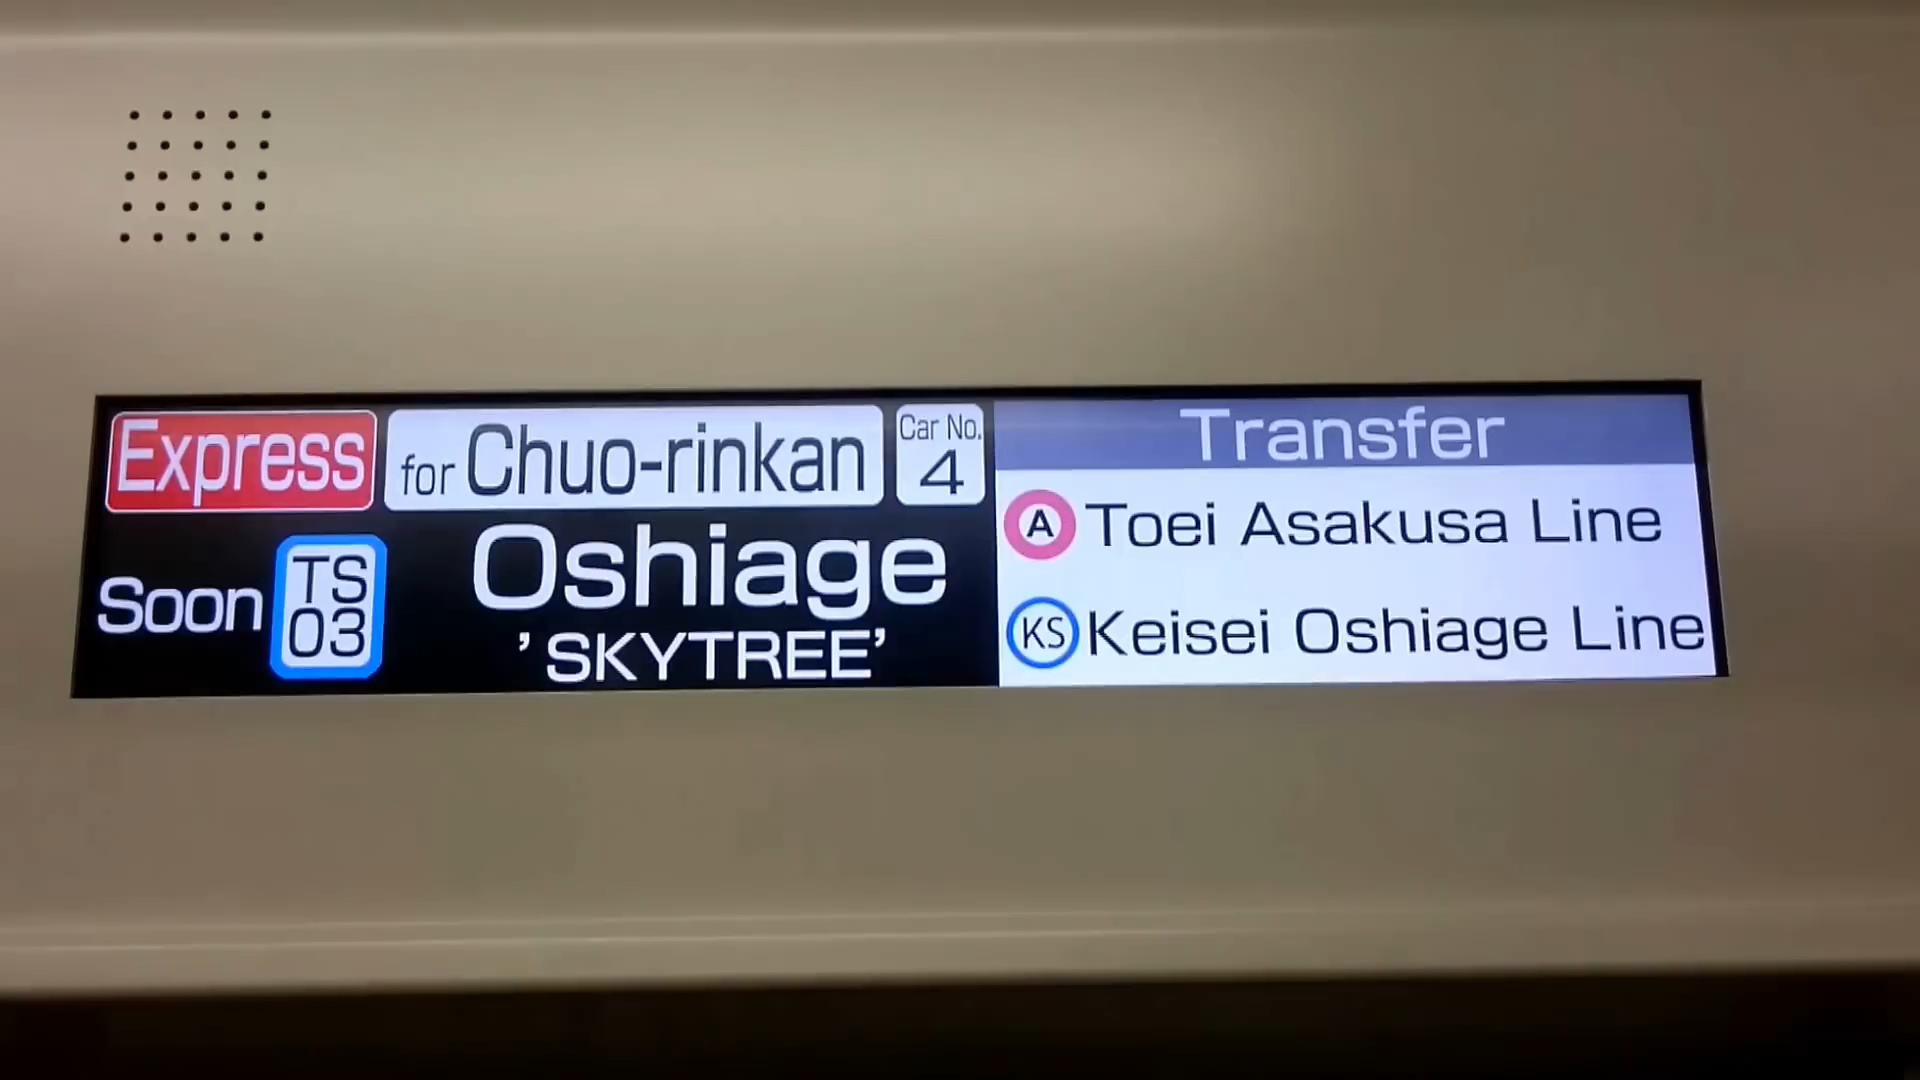 Express for Chuo-rinkan Car No. 4
Soon TS 03 Oshiage
'SKYTREE'
Transfer
A Toei Asakusa Line
KS Keisei Oshiage Line